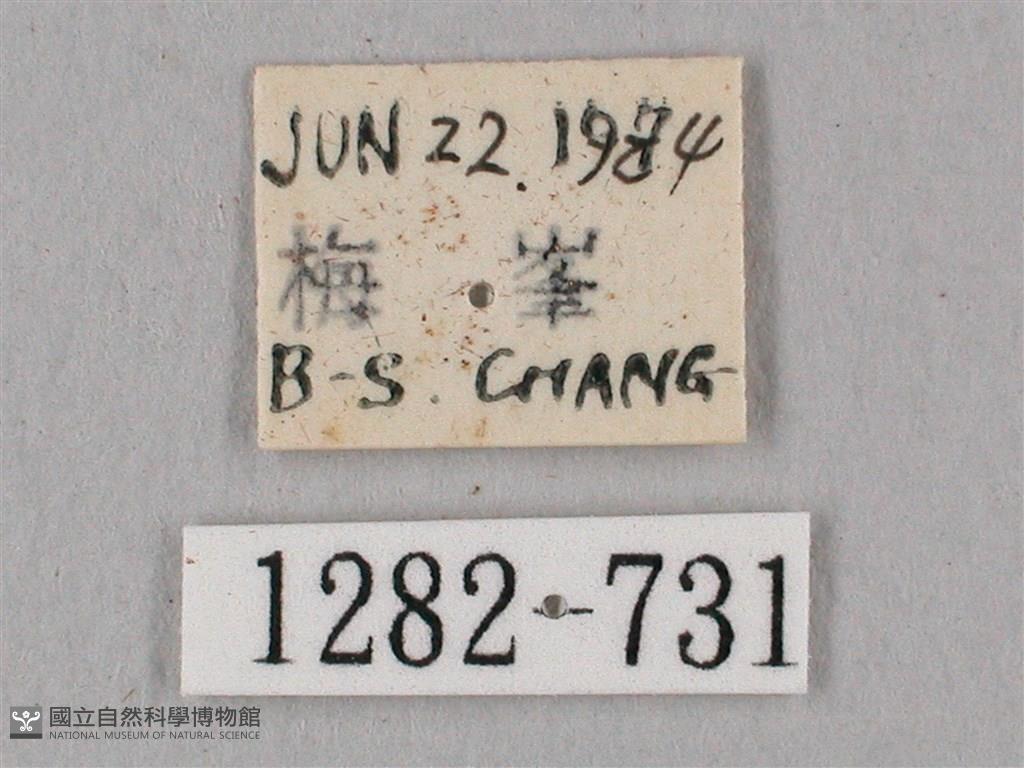 JUN 22. 1984
梅 峯
B-S. CHANG
1282-731
國立自然科學博物館
NATIONAL MUSEUM OF NATURAL SCIENCE